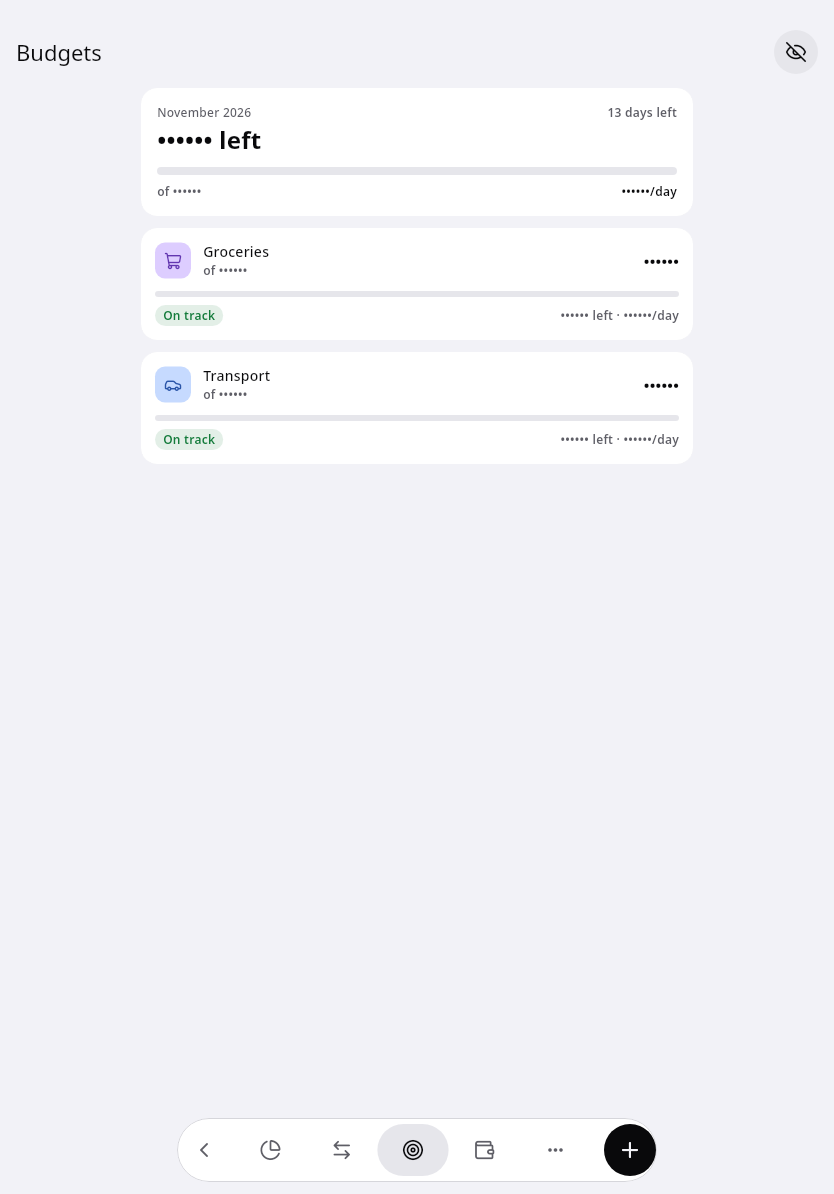 Budgets
November 2026
13 days left
•••••• left
of ••••••
••••••/day
Groceries
of ••••••
••••••
On track
•••••• left · ••••••/day
Transport
of ••••••
••••••
On track
•••••• left · ••••••/day